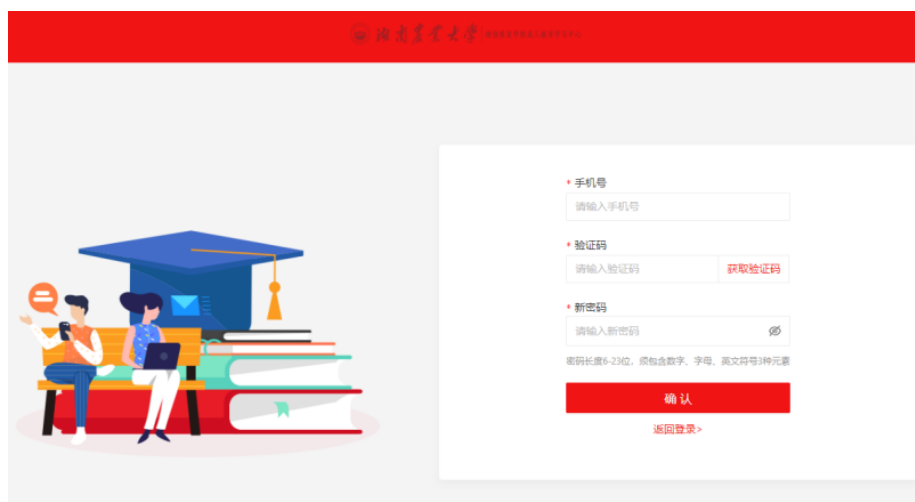 湖南农业大学
* 手机号
请输入手机号
* 验证码
请输入验证码 获取验证码
* 新密码
请输入新密码
密码长度6-23位，须包含数字、字母、英文符号3种元素
确 认
返回登录>